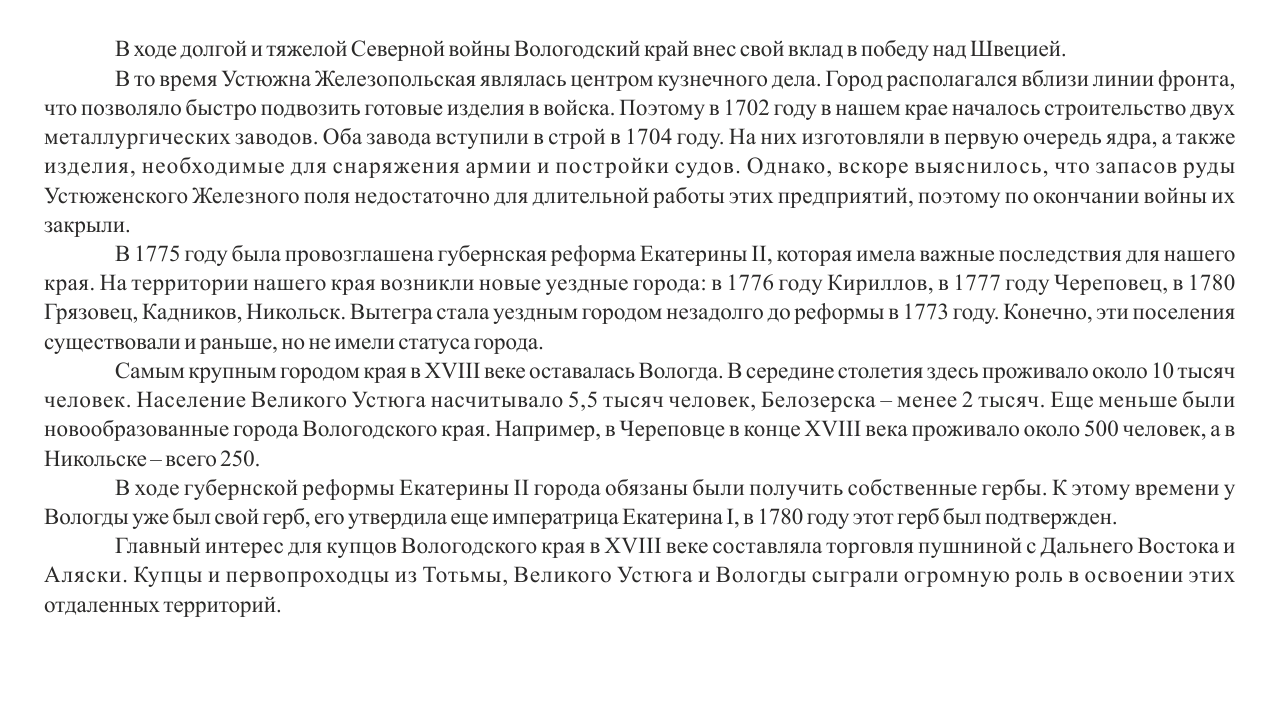 В ходе долгой и тяжелой Северной войны Вологодский край внес свой вклад в победу над Швецией.
В то время Устюжна Железопольская являлась центром кузнечного дела. Город располагался вблизи линии фронта,
что позволяло быстро подвозить готовые изделия в войска. Поэтому в 1702 году в нашем крае началось строительство двух
металлургических заводов. Оба завода вступили в строй в 1704 году. На них изготовляли в первую очередь ядра, а также
изделия, необходимые для снаряжения армии и постройки судов. Однако, вскоре выяснилось, что запасов руды
Устюженского Железного поля недостаточно для длительной работы этих предприятий, поэтому по окончании войны их
закрыли.
В 1775 году была провозглашена губернская реформа Екатерины II, которая имела важные последствия для нашего
края. На территории нашего края возникли новые уездные города: в 1776 году Кириллов, в 1777 году Череповец, в 1780
Грязовец, Кадников, Никольск. Вытегра стала уездным городом незадолго до реформы в 1773 году. Конечно, эти поселения
существовали и раньше, но не имели статуса города.
Самым крупным городом края в XVIII веке оставалась Вологда. В середине столетия здесь проживало около 10 тысяч
человек. Население Великого Устюга насчитывало 5,5 тысяч человек, Белозерска – менее 2 тысяч. Еще меньше были
новообразованные города Вологодского края. Например, в Череповце в конце XVIII века проживало около 500 человек, а в
Никольске – всего 250.
В ходе губернской реформы Екатерины II города обязаны были получить собственные гербы. К этому времени у
Вологды уже был свой герб, его утвердила еще императрица Екатерина I, в 1780 году этот герб был подтвержден.
Главный интерес для купцов Вологодского края в XVIII веке составляла торговля пушниной с Дальнего Востока и
Аляски. Купцы и первопроходцы из Тотьмы, Великого Устюга и Вологды сыграли огромную роль в освоении этих
отдаленных территорий.